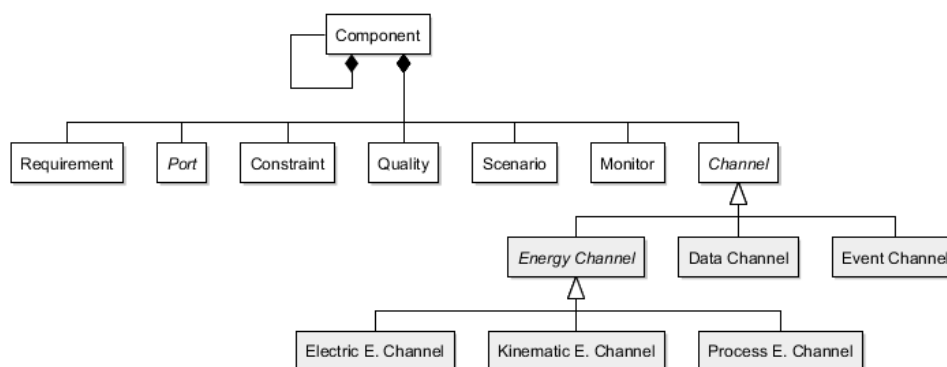 Component
Requirement
Port
Constraint
Quality
Scenario
Monitor
Channel
Energy Channel
Data Channel
Event Channel
Electric E. Channel
Kinematic E. Channel
Process E. Channel